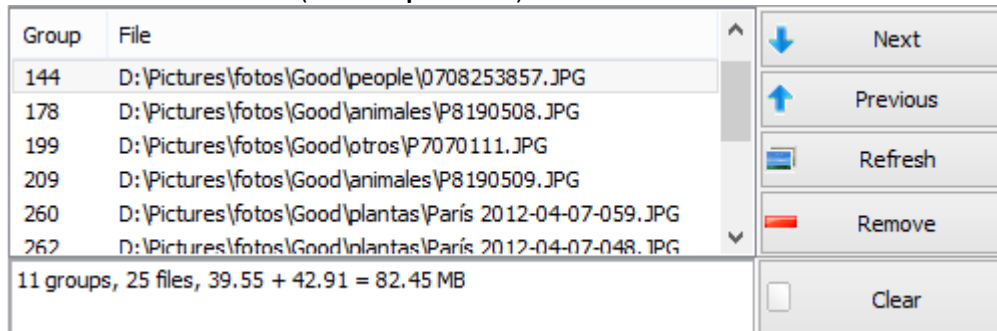 Group File
144 D:\Pictures\fotos\Good\people\0708253857.JPG
178 D:\Pictures\fotos\Good\animales\P8190508.JPG
199 D:\Pictures\fotos\Good\otros\P7070111.JPG
209 D:\Pictures\fotos\Good\animales\P8190509.JPG
260 D:\Pictures\fotos\Good\plantas\París 2012-04-07-059.JPG
262 D:\Pictures\fotos\Good\plantas\París 2012-04-07-048.JPG
11 groups, 25 files, 39.55 + 42.91 = 82.45 MB
Next
Previous
Refresh
Remove
Clear